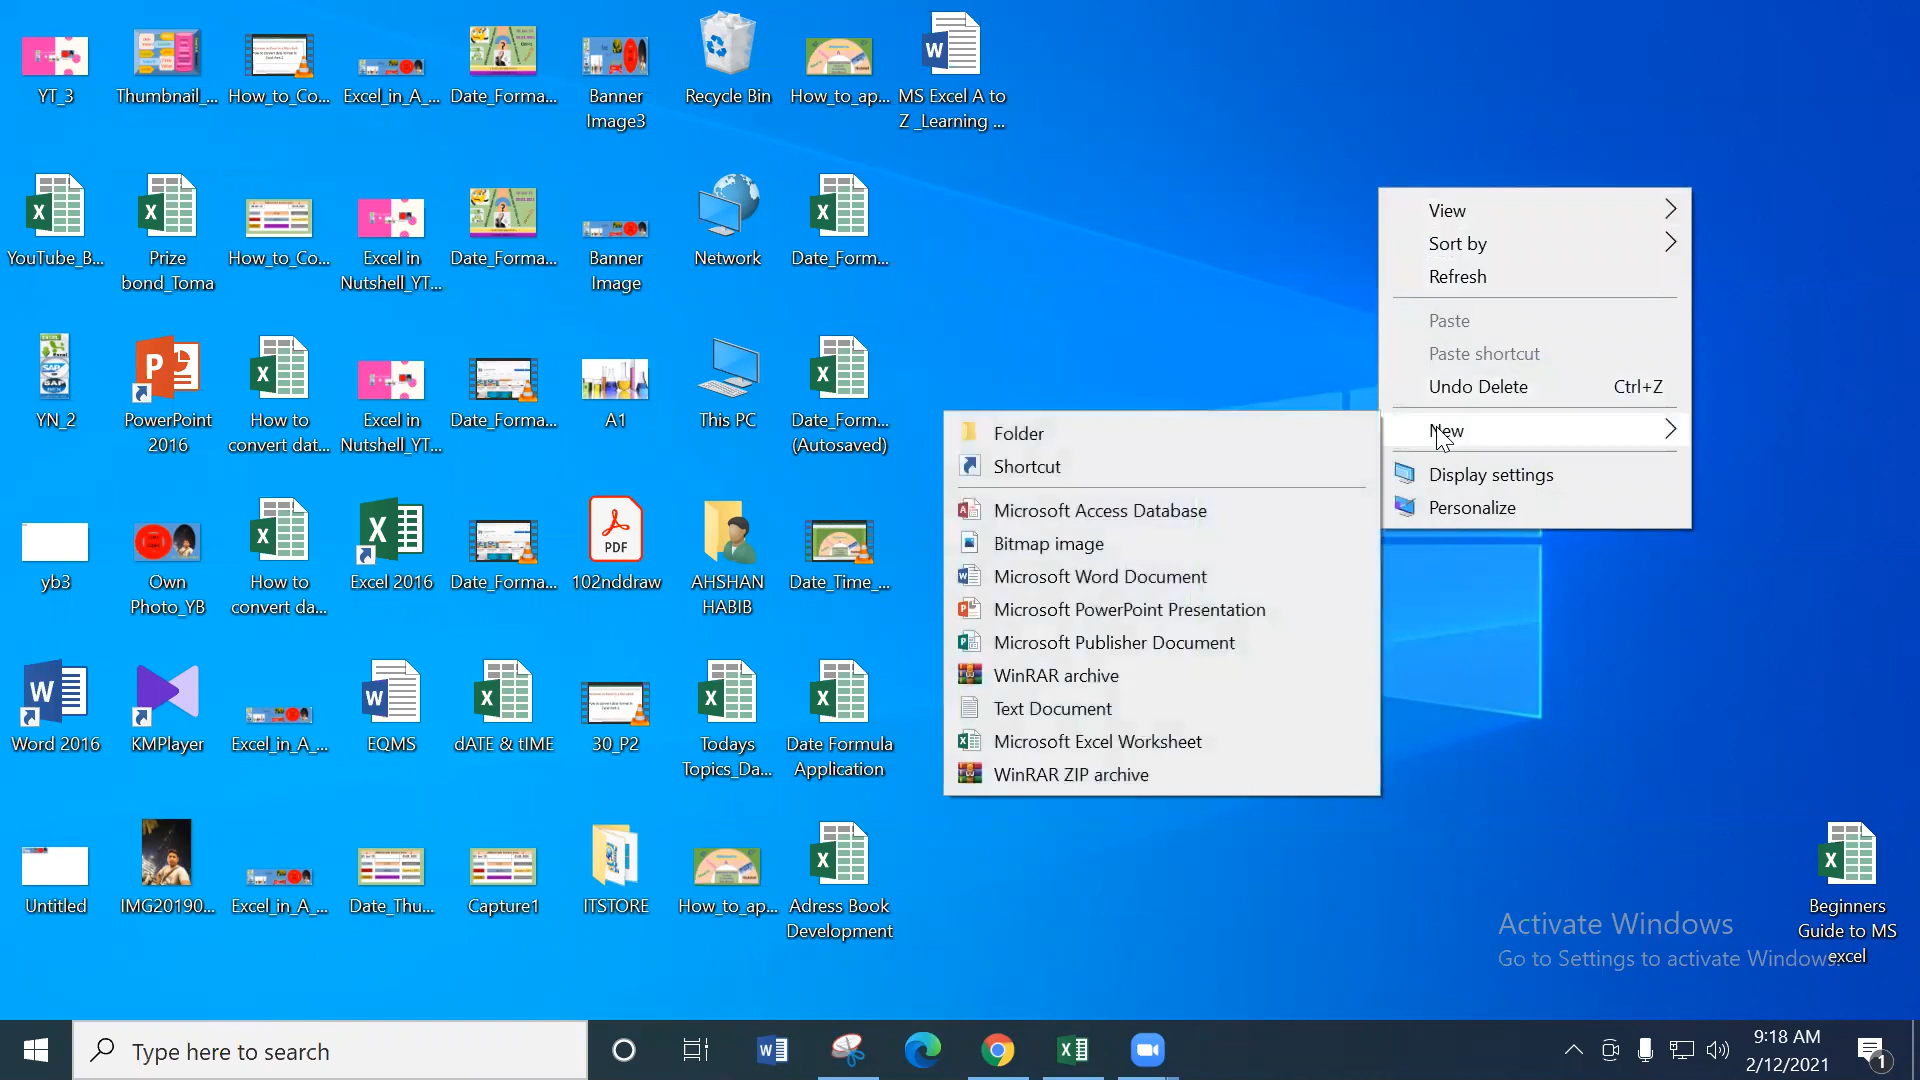 YT_3
Thumbnail_...
How_to_Co...
Excel_in_A_...
Date_Forma...
Banner
Image3
Recycle Bin
How_to_ap...
MS Excel A to
Z _Learning ...
YouTube_B...
Prize
bond_Toma
How_to_Co...
Excel in
Nutshell_YT...
Date_Forma...
Banner
Image
Network
Date_Form...
YN_2
PowerPoint
2016
How to
convert dat...
Excel in
Nutshell_YT...
Date_Forma...
A1
This PC
Date_Form...
(Autosaved)
yb3
Own
Photo_YB
How to
convert da...
Excel 2016
Date_Forma...
PDF
102nddraw
AHSHAN
HABIB
Date_Time_...
Word 2016
KMPlayer
Excel_in_A_...
EQMS
dATE & tIME
30_P2
Todays
Topics_Da...
Date Formula
Application
Untitled
IMG20190...
Excel_in_A_...
Date_Thu...
Capture1
ITSTORE
How_to_ap...
Adress Book
Development
View
Sort by
Refresh
Paste
Paste shortcut
Undo Delete Ctrl+Z
New
Display settings
Personalize
Folder
Shortcut
Microsoft Access Database
Bitmap image
Microsoft Word Document
Microsoft PowerPoint Presentation
Microsoft Publisher Document
WinRAR archive
Text Document
Microsoft Excel Worksheet
WinRAR ZIP archive
Beginners
Guide to MS
excel
Activate Windows
Go to Settings to activate Windows.
Type here to search
9:18 AM
2/12/2021
1